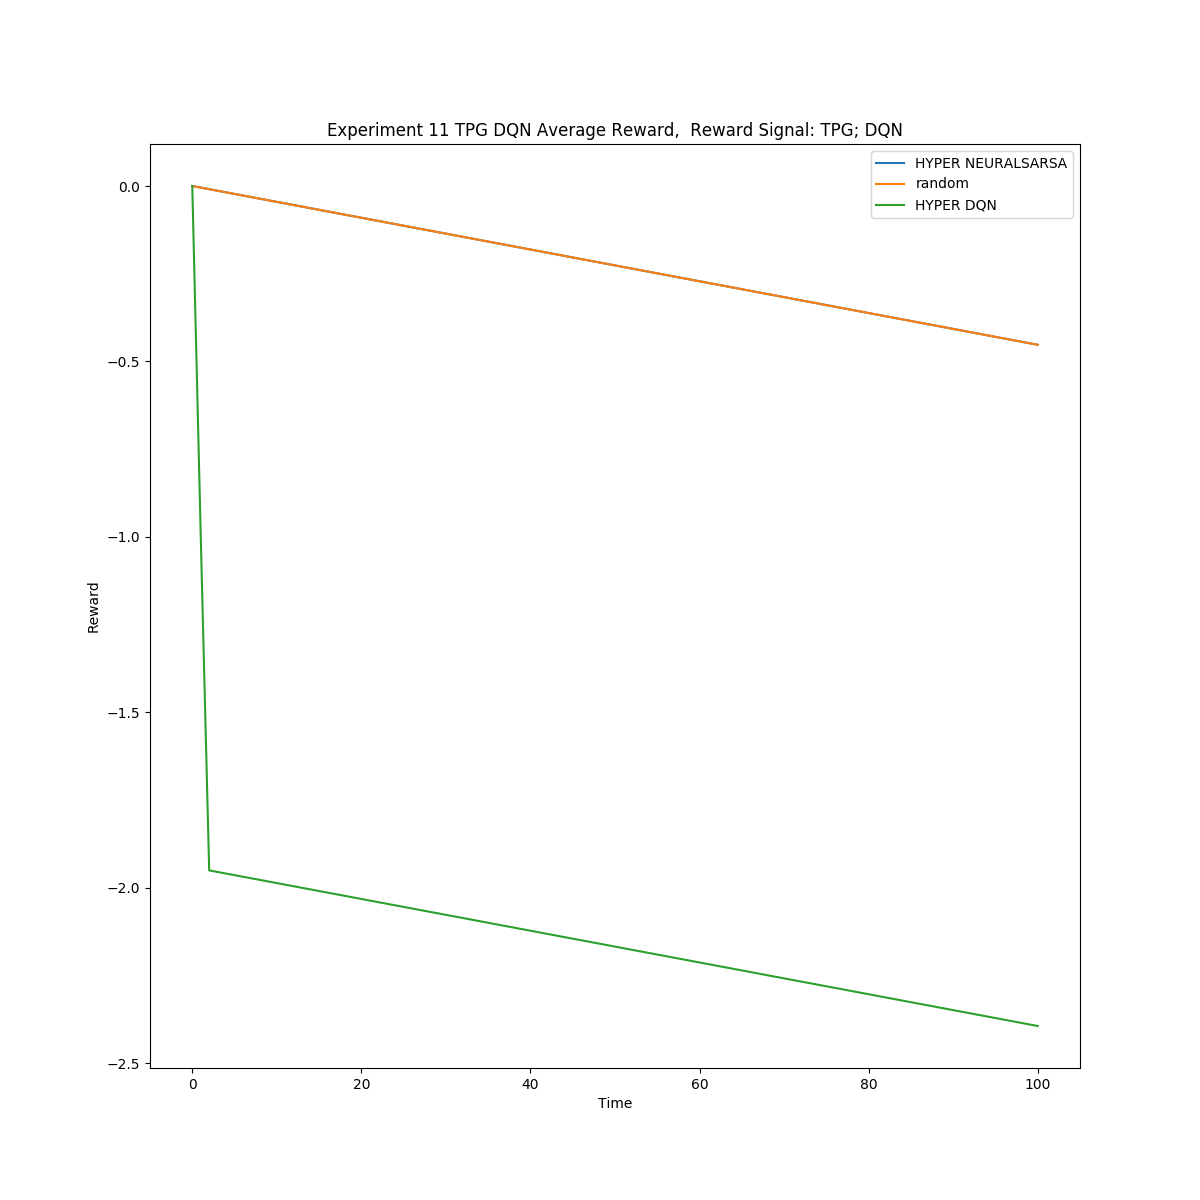 Experiment 11 TPG DQN Average Reward,  Reward Signal: TPG; DQN
HYPER NEURALSARSA
random
HYPER DQN
0.0
−0.5
−1.0
−1.5
−2.0
−2.5
Reward
0 20 40 60 80 100
Time